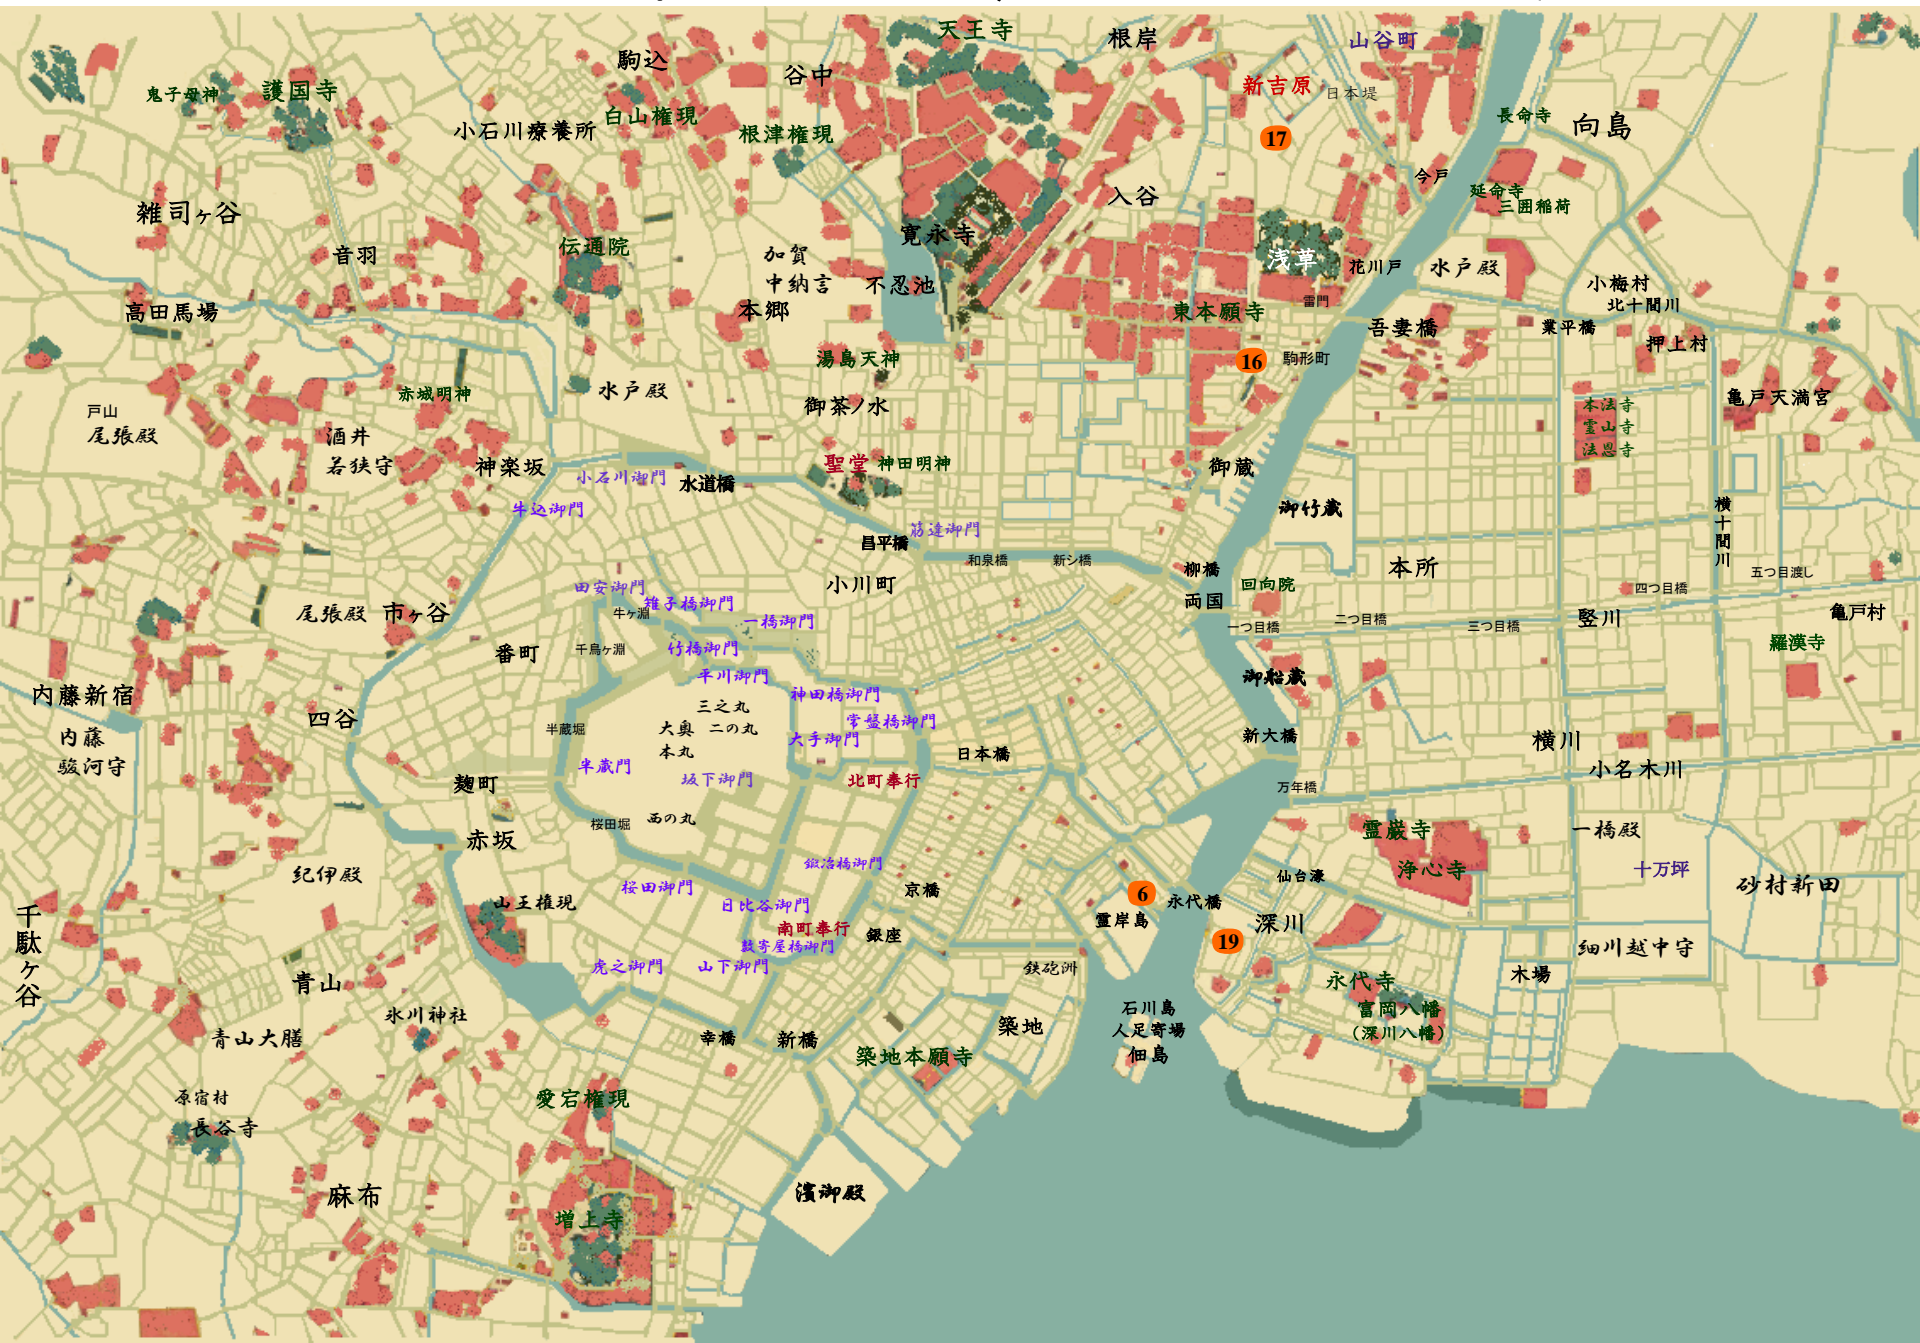 天王寺
根岸
山谷町
駒込
谷中
新吉原
日本堤
鬼子母神
護国寺
白山権現
小石川療養所
根津権現
17
長命寺
向島
今戸
入谷
延命寺
三囲稲荷
雑司ヶ谷
音羽
伝通院
寛永寺
加賀
中納言
不忍池
浅草
花川戸
水戸殿
小梅村
北十間川
高田馬場
本郷
東本願寺
雷門
吾妻橋
業平橋
押上村
湯島天神
16
駒形町
赤城明神
水戸殿
御茶ノ水
戸山
尾張殿
本法寺
霊山寺
法恩寺
亀戸天満宮
酒井
若狭守
神楽坂
聖堂
神田明神
御蔵
小石川御門
水道橋
牛込御門
御竹蔵
横十間川
筋違御門
昌平橋
和泉橋
新シ橋
柳橋
本所
五つ目渡し
田安御門
小川町
回向院
四つ目橋
雉子橋御門
牛ヶ淵
両国
尾張殿
市ヶ谷
一橋御門
一つ目橋
二つ目橋
三つ目橋
竪川
亀戸村
番町
千鳥ヶ淵
竹橋御門
羅漢寺
平川御門
御船蔵
内藤新宿
神田橋御門
四谷
三之丸
常盤橋御門
半蔵堀
大奥
二の丸
大手御門
新大橋
横川
内藤
駿河守
本丸
日本橋
半蔵門
坂下御門
北町奉行
小名木川
麹町
万年橋
桜田堀
西の丸
赤坂
霊巌寺
一橋殿
鍛冶橋御門
浄心寺
十万坪
紀伊殿
桜田御門
京橋
6
仙台濠
砂村新田
山王権現
日比谷御門
永代橋
千駄ヶ谷
南町奉行
銀座
霊岸島
深川
19
数寄屋橋御門
細川越中守
虎之御門
山下御門
鉄砲洲
木場
青山
永代寺
氷川神社
石川島
人足寄場
佃島
富岡八幡
(深川八幡)
青山大膳
幸橋
新橋
築地
築地本願寺
原宿村
長谷寺
愛宕権現
麻布
濱御殿
増上寺